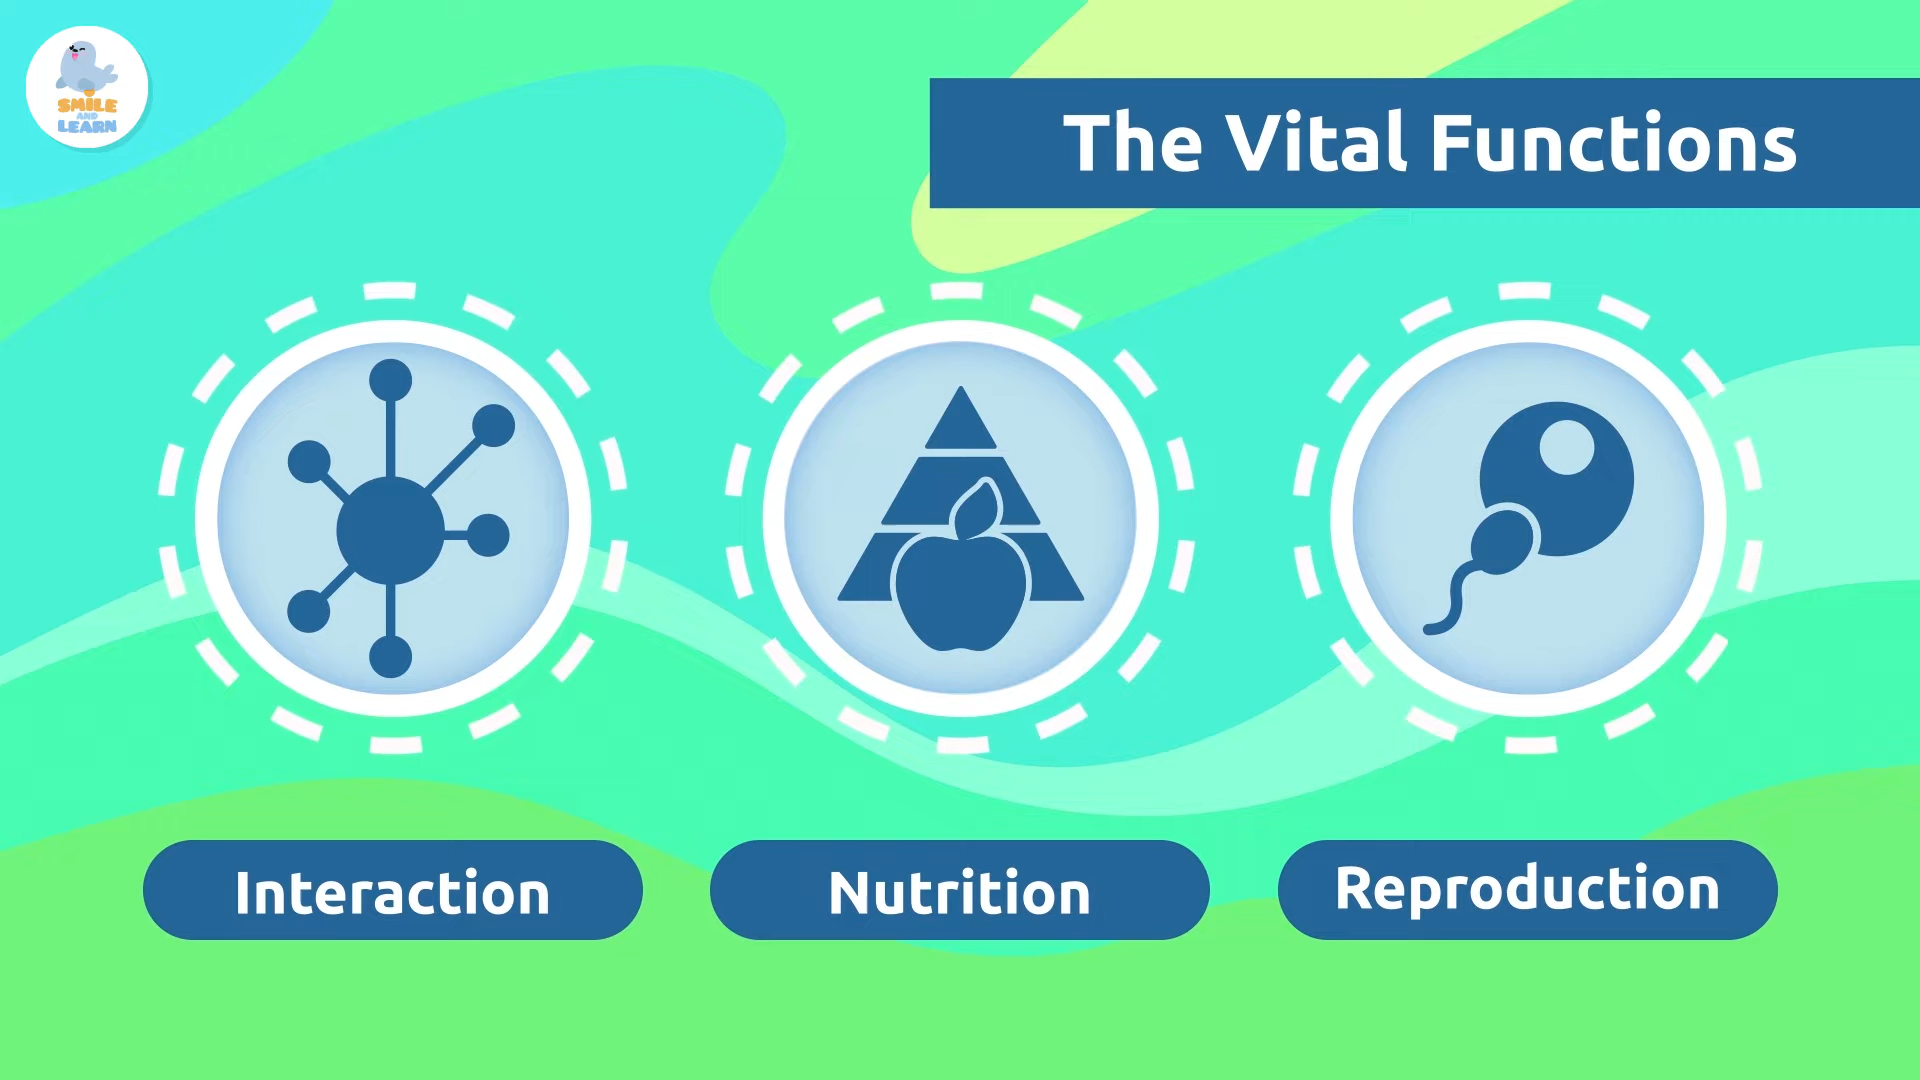 SMILE
AND
LEARN
The Vital Functions
Interaction
Nutrition
Reproduction